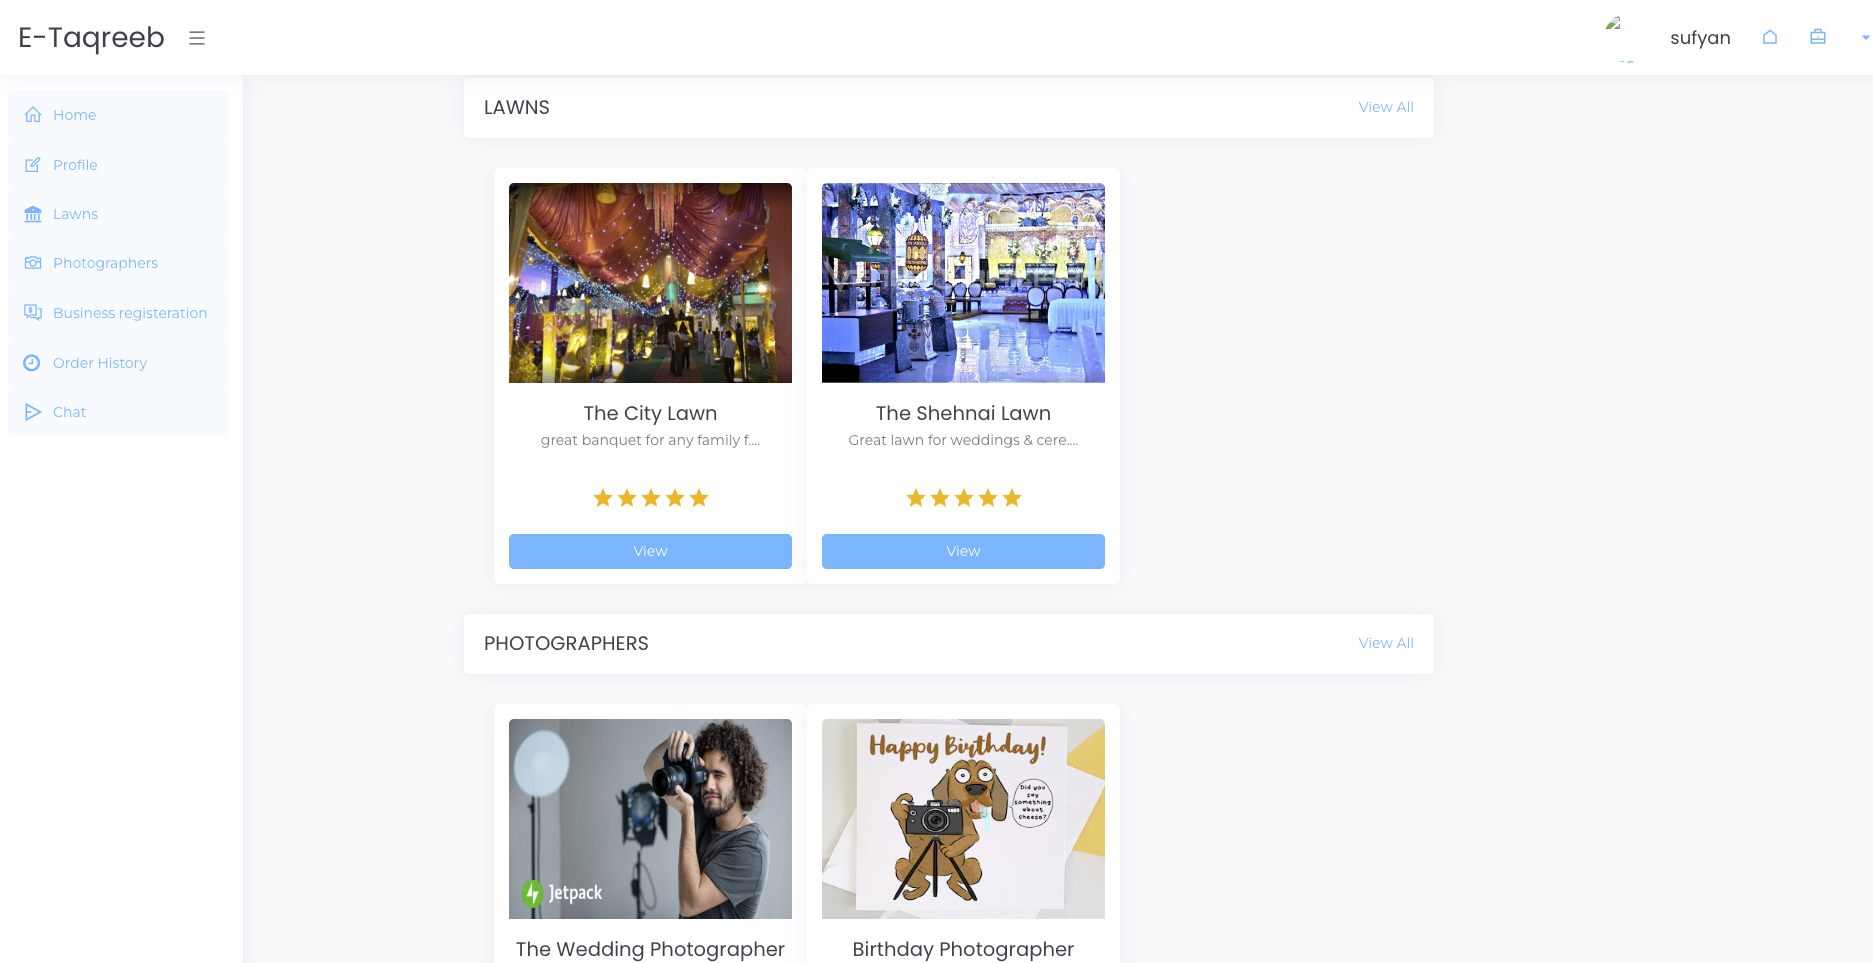 E-Taqreeb
sufyan
Home
Profile
Lawns
Photographers
Business registeration
Order History
Chat
LAWNS
View All
The City Lawn
great banquet for any family f....
View
The Shehnai Lawn
Great lawn for weddings & cere....
View
PHOTOGRAPHERS
View All
Jetpack
The Wedding Photographer
Happy Birthday!
Did you
say
something
about
cheese?
Birthday Photographer